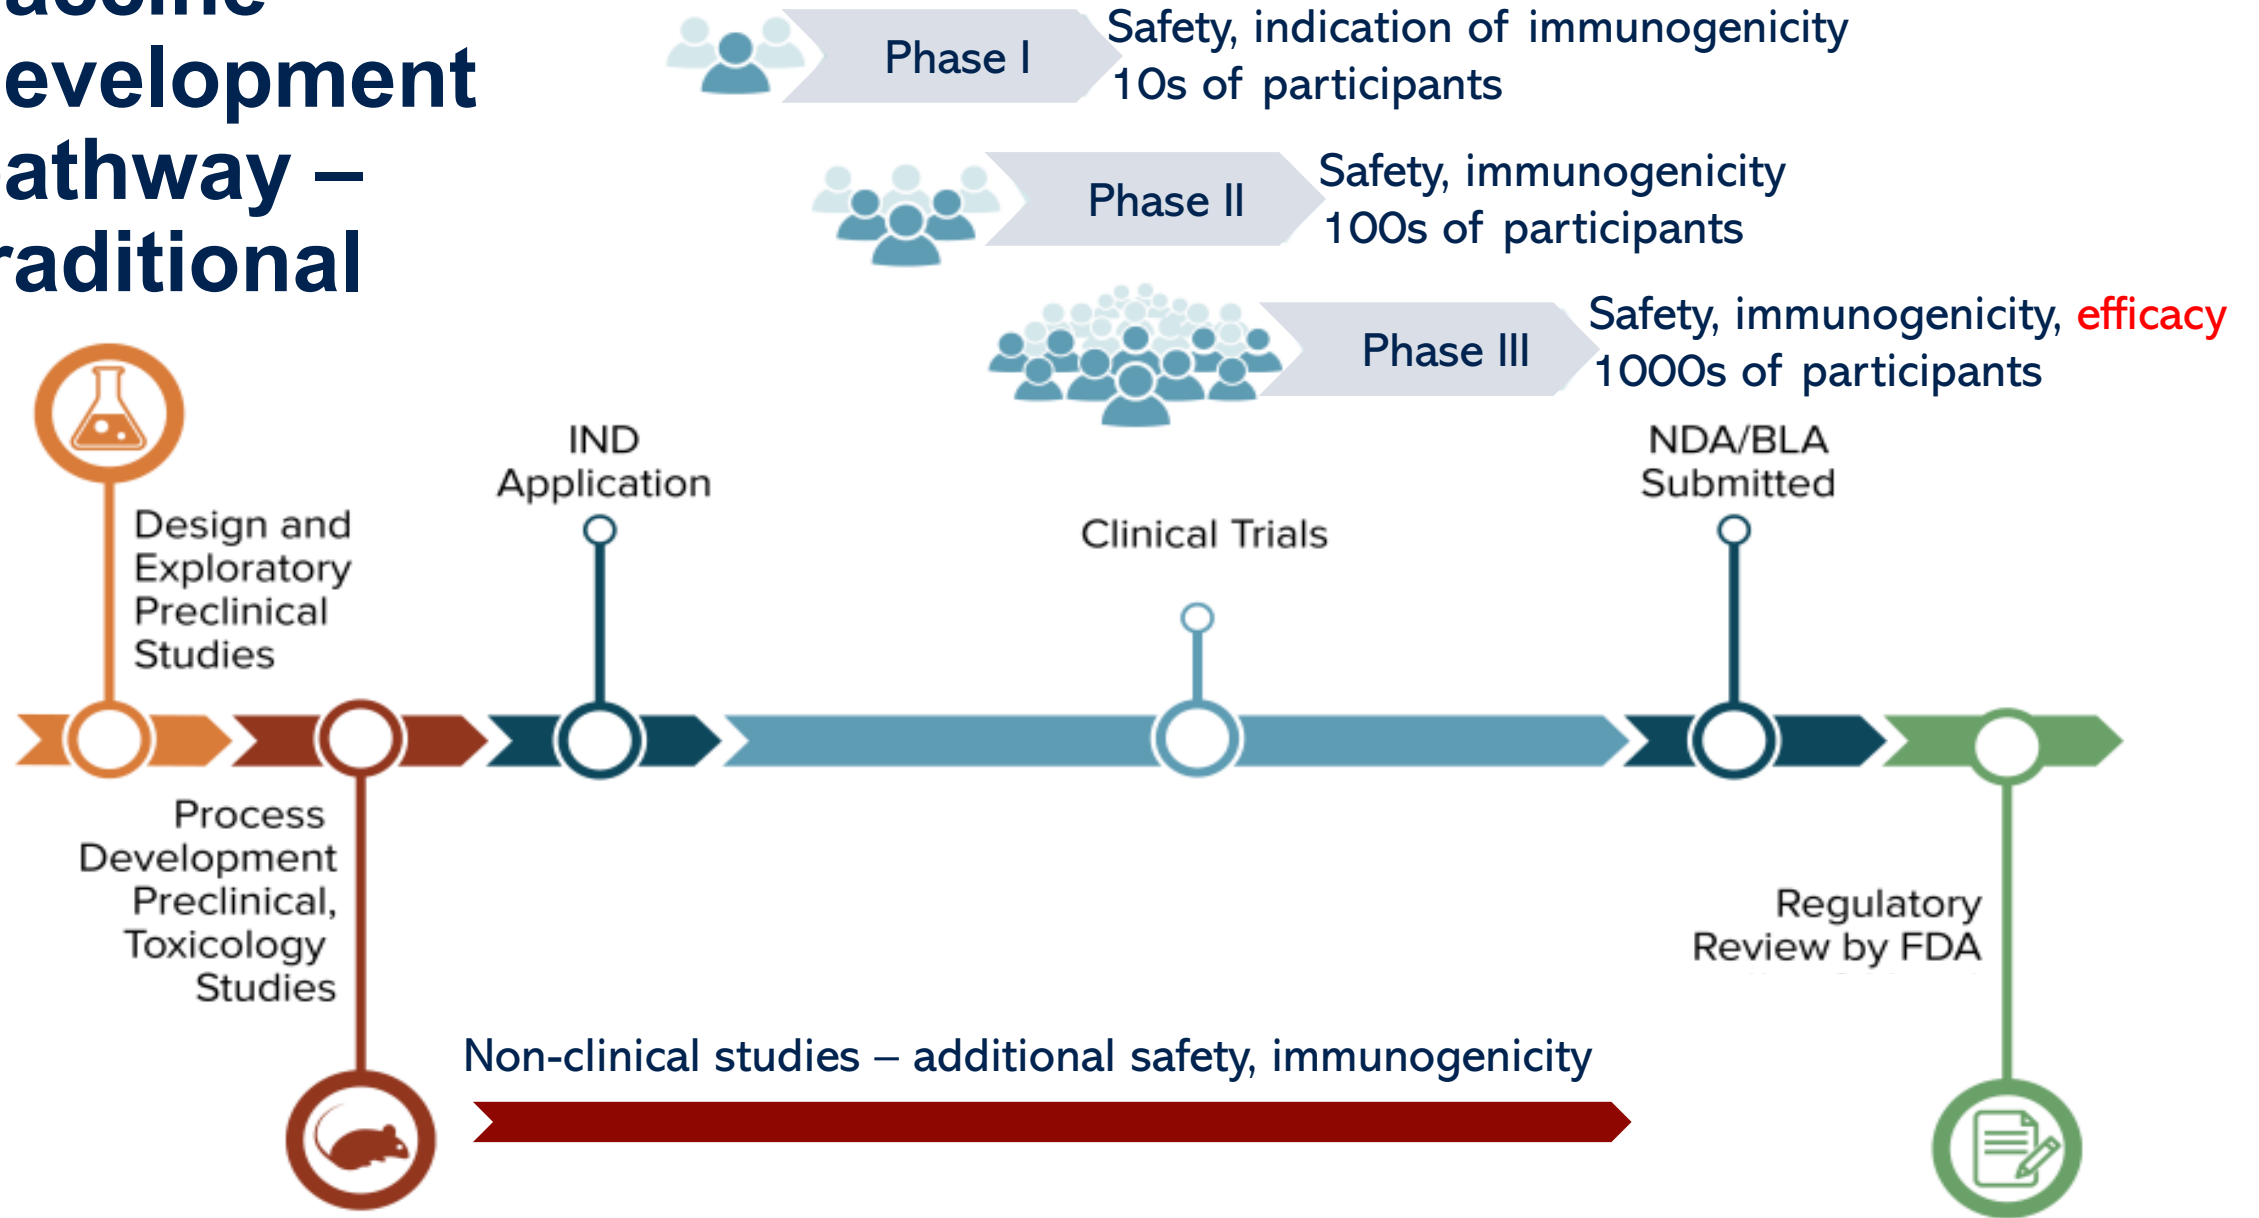 accine
evelopment
pathway –
raditional
Phase I
Safety, indication of immunogenicity
10s of participants
Phase II
Safety, immunogenicity
100s of participants
Phase III
Safety, immunogenicity, efficacy
1000s of participants
Design and
Exploratory
Preclinical
Studies
IND
Application
Clinical Trials
NDA/BLA
Submitted
Process
Development
Preclinical,
Toxicology
Studies
Regulatory
Review by FDA
Non-clinical studies – additional safety, immunogenicity